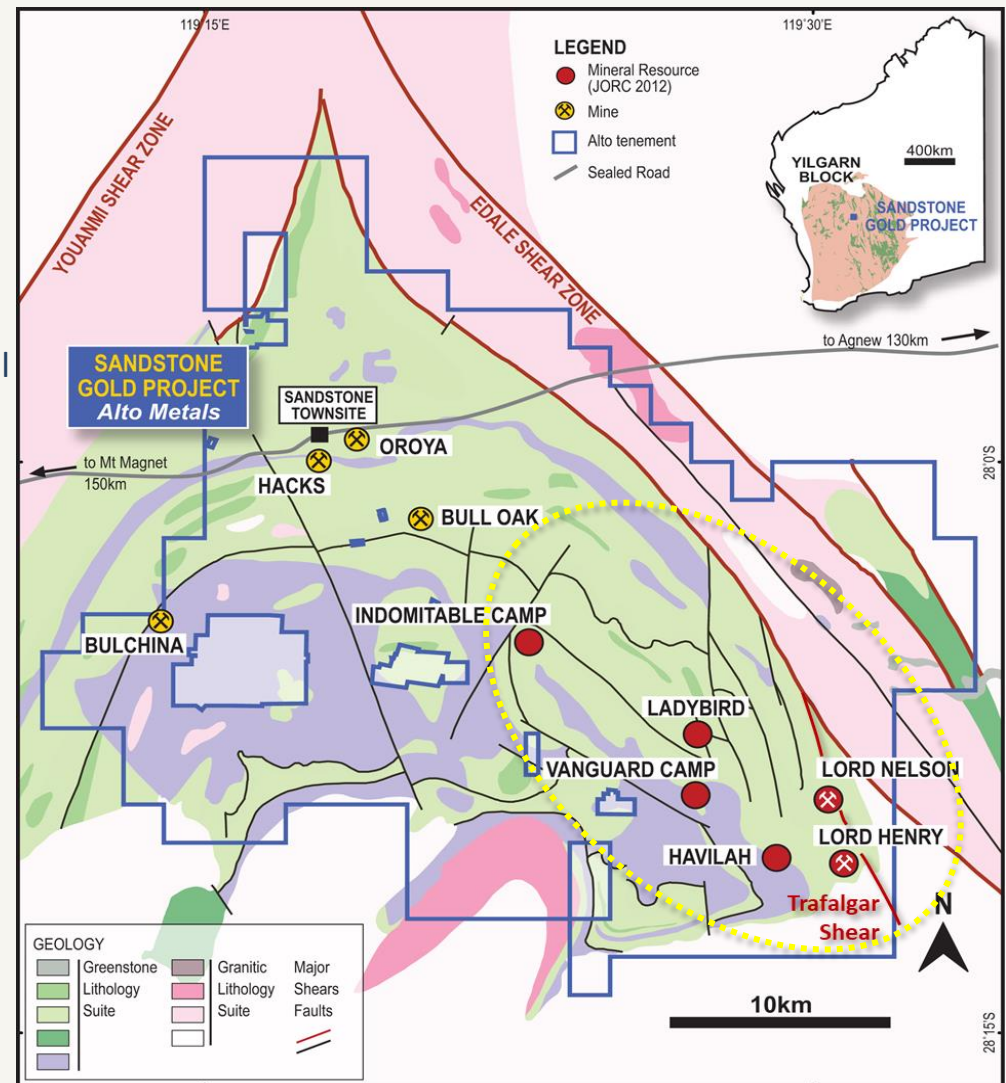 119°15'E
119°30'E
LEGEND
Mineral Resource
(JORC 2012)
Mine
Alto tenement
Sealed Road
400km
YILGARN
BLOCK
SANDSTONE
GOLD PROJECT
YOUANMI SHEAR ZONE
EDALE SHEAR ZONE
to Agnew 130km
SANDSTONE
GOLD PROJECT
Alto Metals
SANDSTONE
TOWNSITE
OROYA
to Mt Magnet
150km
HACKS
28°0'S
BULL OAK
INDOMITABLE CAMP
BULCHINA
LADYBIRD
VANGUARD CAMP
LORD NELSON
LORD HENRY
HAVILAH
Trafalgar
Shear
N
10km
28°15'S
GEOLOGY
Greenstone
Lithology
Suite
Granitic
Lithology
Suite
Major
Shears
Faults